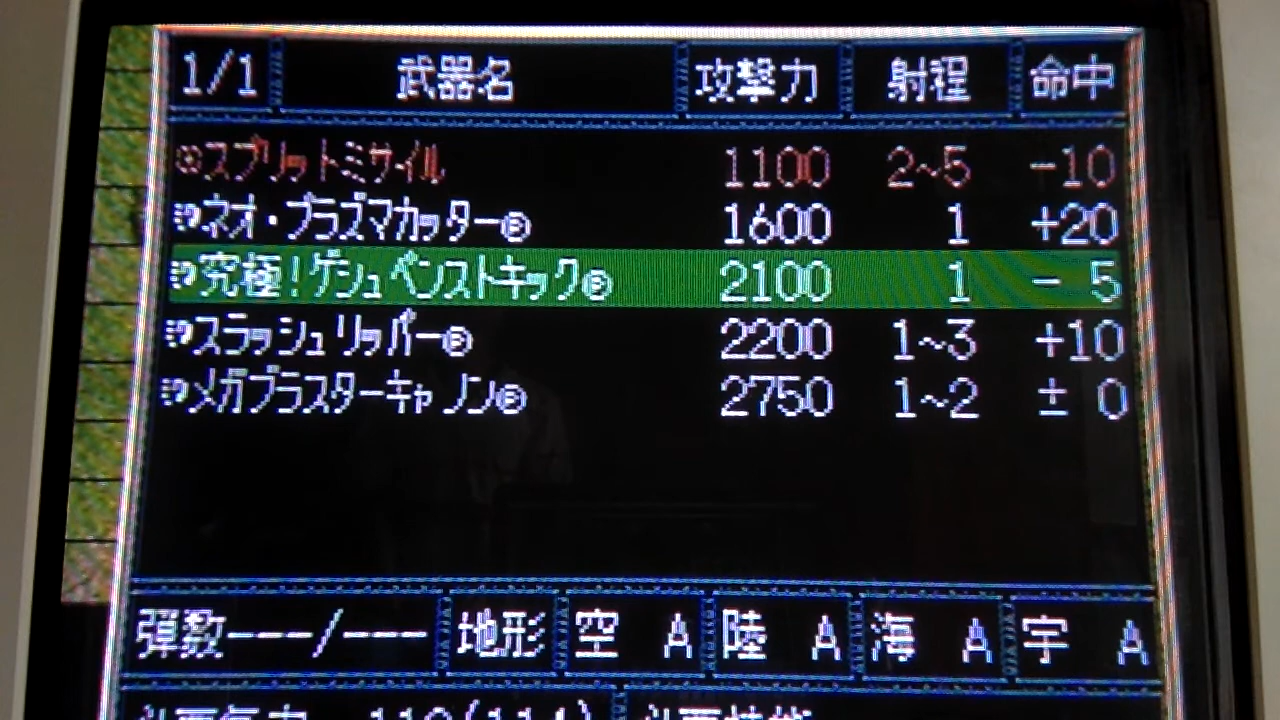 1/1 武器名 攻撃力 射程 命中
スプリットミサイル 1100 2~5 -10
ネオ・プラズマカッターⓅ 1600 1 +20
究極!ゲシュペンストキックⓅ 2100 1 - 5
スラッシュリッパーⓅ 2200 1~3 +10
メガブラスターキャノンⓅ 2750 1~2 ± 0
弾数---/--- 地形 空 A 陸 A 海 A 宇 A